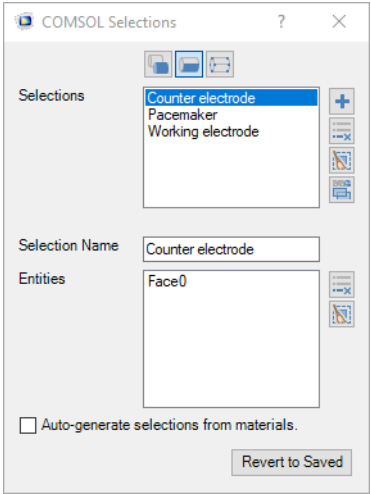 COMSOL Selections
Selections
Counter electrode
Pacemaker
Working electrode
Selection Name
Counter electrode
Entities
Face0
Auto-generate selections from materials.
Revert to Saved